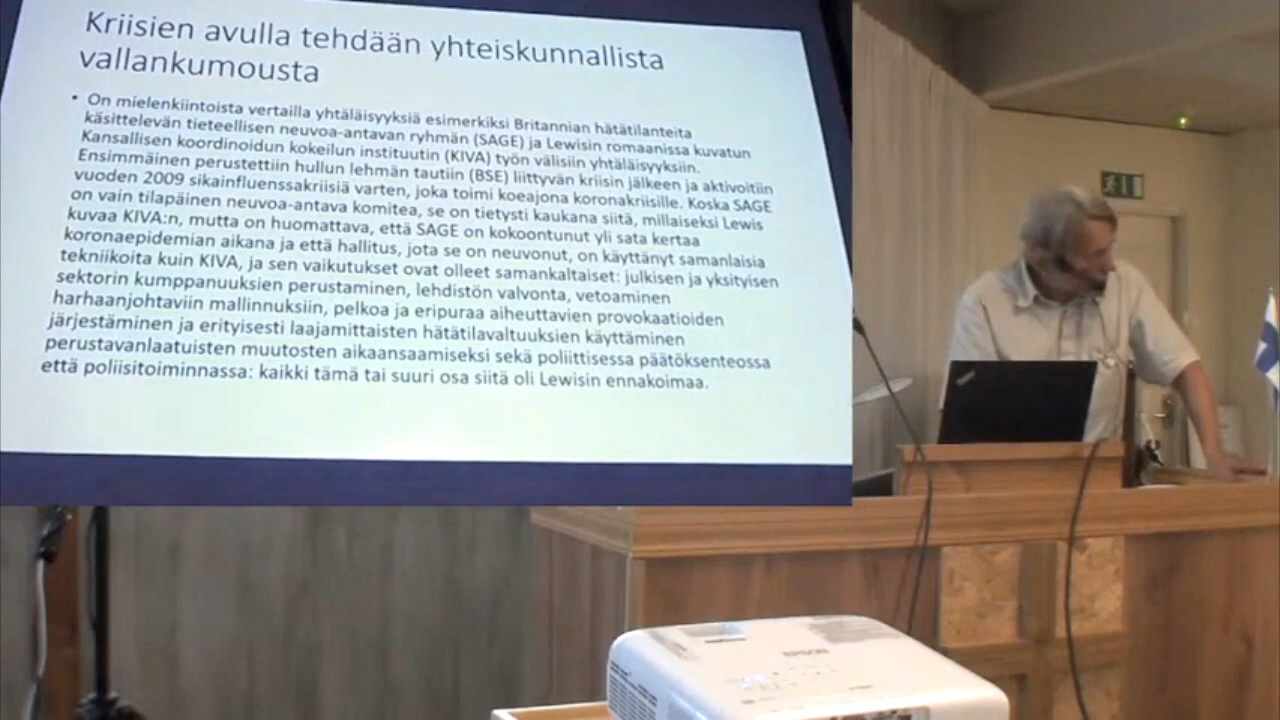 Kriisien avulla tehdään yhteiskunnallista
vallankumousta
• On mielenkiintoista vertailla yhtäläisyyksiä esimerkiksi Britannian hätätilanteita
käsittelevän tieteellisen neuvoa-antavan ryhmän (SAGE) ja Lewisin romaanissa kuvatun
Kansallisen koordinoidun kokeilun instituutin (KIVA) työn välisiin yhtäläisyyksiin.
Ensimmäinen perustettiin hullun lehmän tautiin (BSE) liittyvän kriisin jälkeen ja aktivoitiin
vuoden 2009 sikainfluenssakriisiä varten, joka toimi koeajona koronakriisille. Koska SAGE
on vain tilapäinen neuvoa-antava komitea, se on tietysti kaukana siitä, millaiseksi Lewis
kuvaa KIVA:n, mutta on huomattava, että SAGE on kokoontunut yli sata kertaa
koronaepidemian aikana ja että hallitus, jota se on neuvonut, on käyttänyt samanlaisia
tekniikoita kuin KIVA, ja sen vaikutukset ovat olleet samankaltaiset: julkisen ja yksityisen
sektorin kumppanuuksien perustaminen, lehdistön valvonta, vetoaminen
harhaanjohtaviin mallinnuksiin, pelkoa ja eripuraa aiheuttavien provokaatioiden
järjestäminen ja erityisesti laajamittaisten hätätilavaltuuksien käyttäminen
perustavanlaatuisten muutosten aikaansaamiseksi sekä poliittisessa päätöksenteossa
että poliisitoiminnassa: kaikki tämä tai suuri osa siitä oli Lewisin ennakoimaa.
EPSON